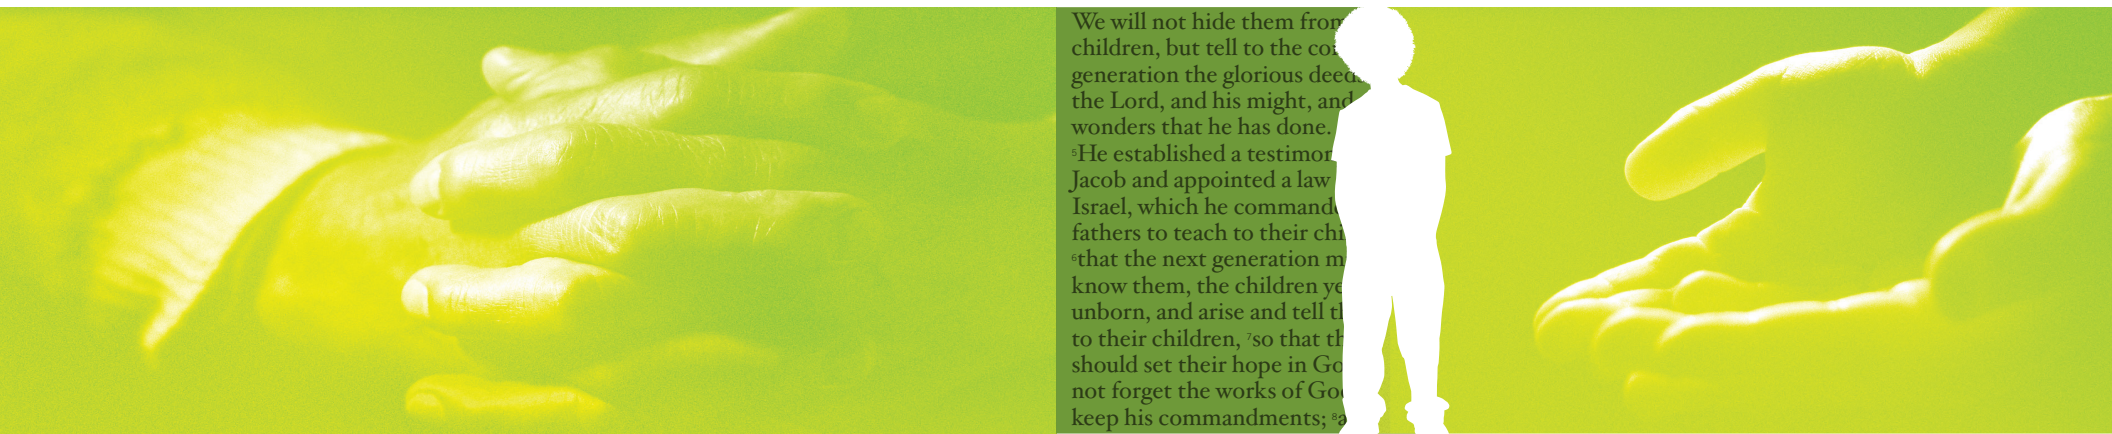 We will not hide them from
children, but tell to the co
generation the glorious deed
the Lord, and his might, and
wonders that he has done.
⁵He established a testimon
Jacob and appointed a law
Israel, which he command
fathers to teach to their chi
⁶that the next generation m
know them, the children ye
unborn, and arise and tell th
to their children, ⁷so that th
should set their hope in Go
not forget the works of Go
keep his commandments; ⁸a